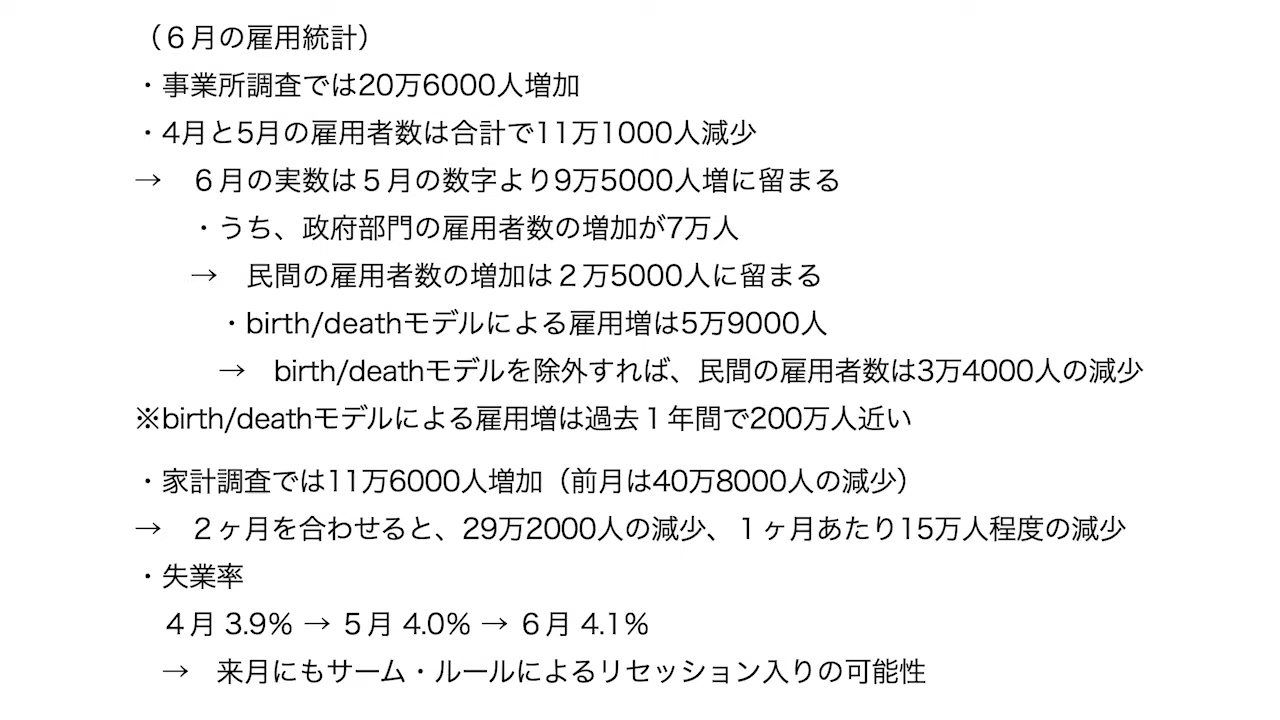 （６月の雇用統計）
・事業所調査では20万6000人増加
・4月と5月の雇用者数は合計で11万1000人減少
→　６月の実数は５月の数字より9万5000人増に留まる
・うち、政府部門の雇用者数の増加が7万人
→　民間の雇用者数の増加は２万5000人に留まる
・birth/deathモデルによる雇用増は5万9000人
→　birth/deathモデルを除外すれば、民間の雇用者数は3万4000人の減少
※birth/deathモデルによる雇用増は過去１年間で200万人近い
・家計調査では11万6000人増加（前月は40万8000人の減少）
→　２ヶ月を合わせると、29万2000人の減少、１ヶ月あたり15万人程度の減少
・失業率
４月 3.9% → ５月 4.0% → ６月 4.1%
→　来月にもサーム・ルールによるリセッション入りの可能性